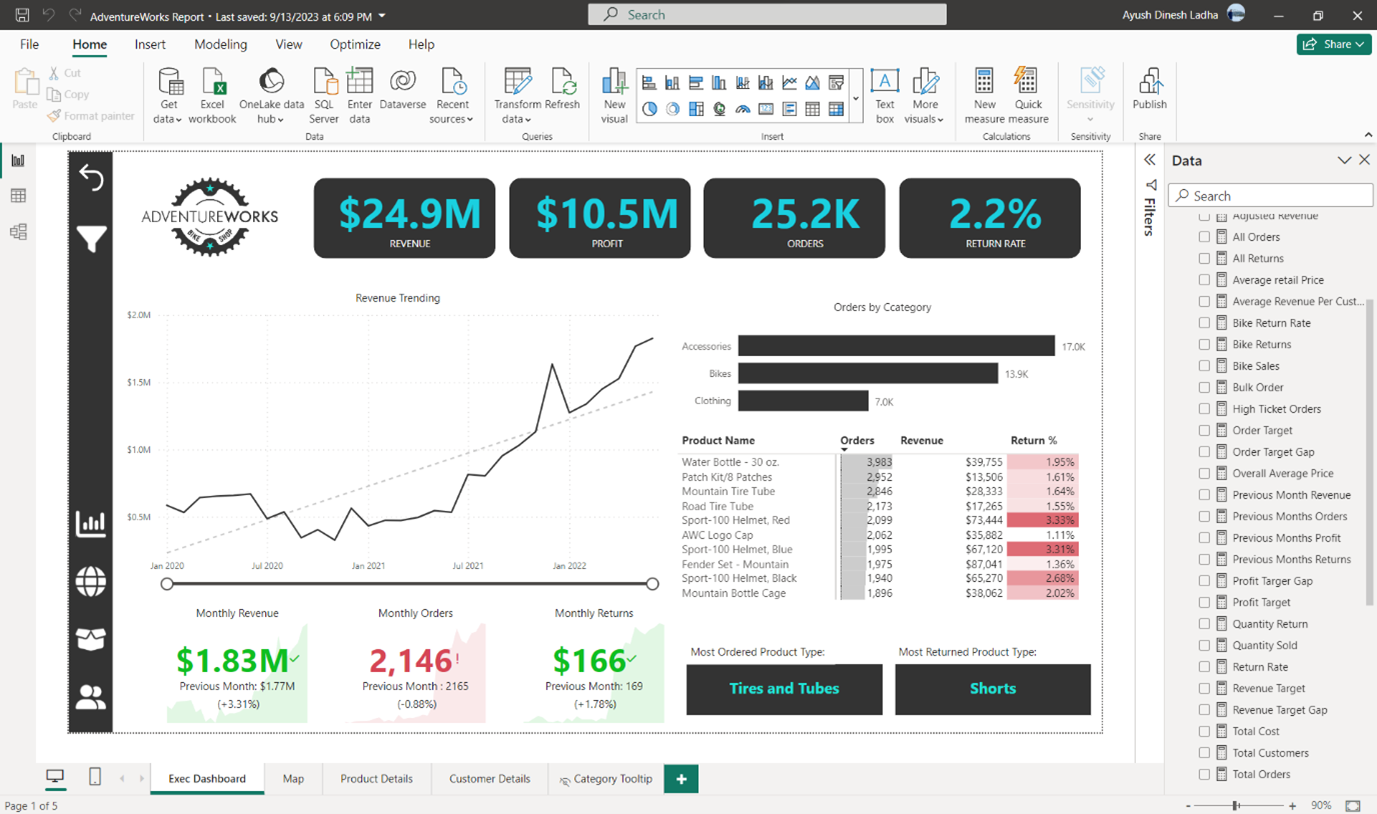 AdventureWorks Report • Last saved: 9/13/2023 at 6:09 PM
Search
Ayush Dinesh Ladha
File Home Insert Modeling View Optimize Help
Share
Paste
Cut
Copy
Format painter
Clipboard
Get data
Excel workbook
OneLake data hub
SQL Server
Enter data
Dataverse
Recent sources
Data
Transform data
Refresh
Queries
New visual
Text box
More visuals
Insert
New measure
Quick measure
Calculations
Sensitivity
Sensitivity
Publish
Share
ADVENTUREWORKS
BIKE SHOP
$24.9M
REVENUE
$10.5M
PROFIT
25.2K
ORDERS
2.2%
RETURN RATE
Revenue Trending
$2.0M
$1.5M
$1.0M
$0.5M
Jan 2020 Jul 2020 Jan 2021 Jul 2021 Jan 2022
Orders by Ccategory
Accessories 17.0K
Bikes 13.9K
Clothing 7.0K
Product Name Orders Revenue Return %
Water Bottle - 30 oz. 3,983 $39,755 1.95%
Patch Kit/8 Patches 2,952 $13,506 1.61%
Mountain Tire Tube 2,846 $28,333 1.64%
Road Tire Tube 2,173 $17,265 1.55%
Sport-100 Helmet, Red 2,099 $73,444 3.33%
AWC Logo Cap 2,062 $35,882 1.11%
Sport-100 Helmet, Blue 1,995 $67,120 3.31%
Fender Set - Mountain 1,975 $87,041 1.36%
Sport-100 Helmet, Black 1,940 $65,270 2.68%
Mountain Bottle Cage 1,896 $38,062 2.02%
Monthly Revenue
$1.83M
Previous Month: $1.77M
(+3.31%)
Monthly Orders
2,146!
Previous Month : 2165
(-0.88%)
Monthly Returns
$166
Previous Month: 169
(+1.78%)
Most Ordered Product Type:
Tires and Tubes
Most Returned Product Type:
Shorts
Filters
Data
Search
Adjusted Revenue
All Orders
All Returns
Average retail Price
Average Revenue Per Cust...
Bike Return Rate
Bike Returns
Bike Sales
Bulk Order
High Ticket Orders
Order Target
Order Target Gap
Overall Average Price
Previous Month Revenue
Previous Months Orders
Previous Months Profit
Previous Months Returns
Profit Targer Gap
Profit Target
Quantity Return
Quantity Sold
Return Rate
Revenue Target
Revenue Target Gap
Total Cost
Total Customers
Total Orders
Exec Dashboard Map Product Details Customer Details Category Tooltip +
Page 1 of 5
- + 90%